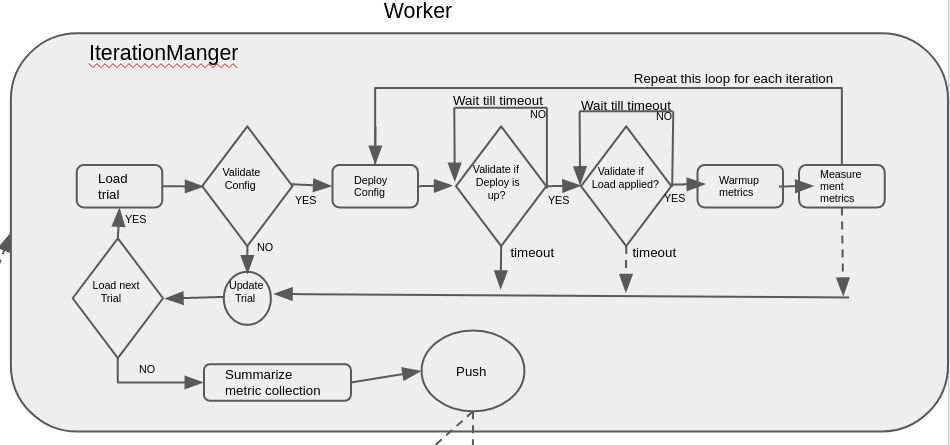 Worker
IterationManger
Repeat this loop for each iteration
Wait till timeout
NO
Wait till timeout
NO
Load
trial
Validate
Config
YES
Deploy
Config
Validate if
Deploy is
up?
YES
Validate if
Load applied?
YES
Warmup
metrics
Measure
ment
metrics
YES
NO
timeout
timeout
Load next
Trial
Update
Trial
NO
Summarize
metric collection
Push